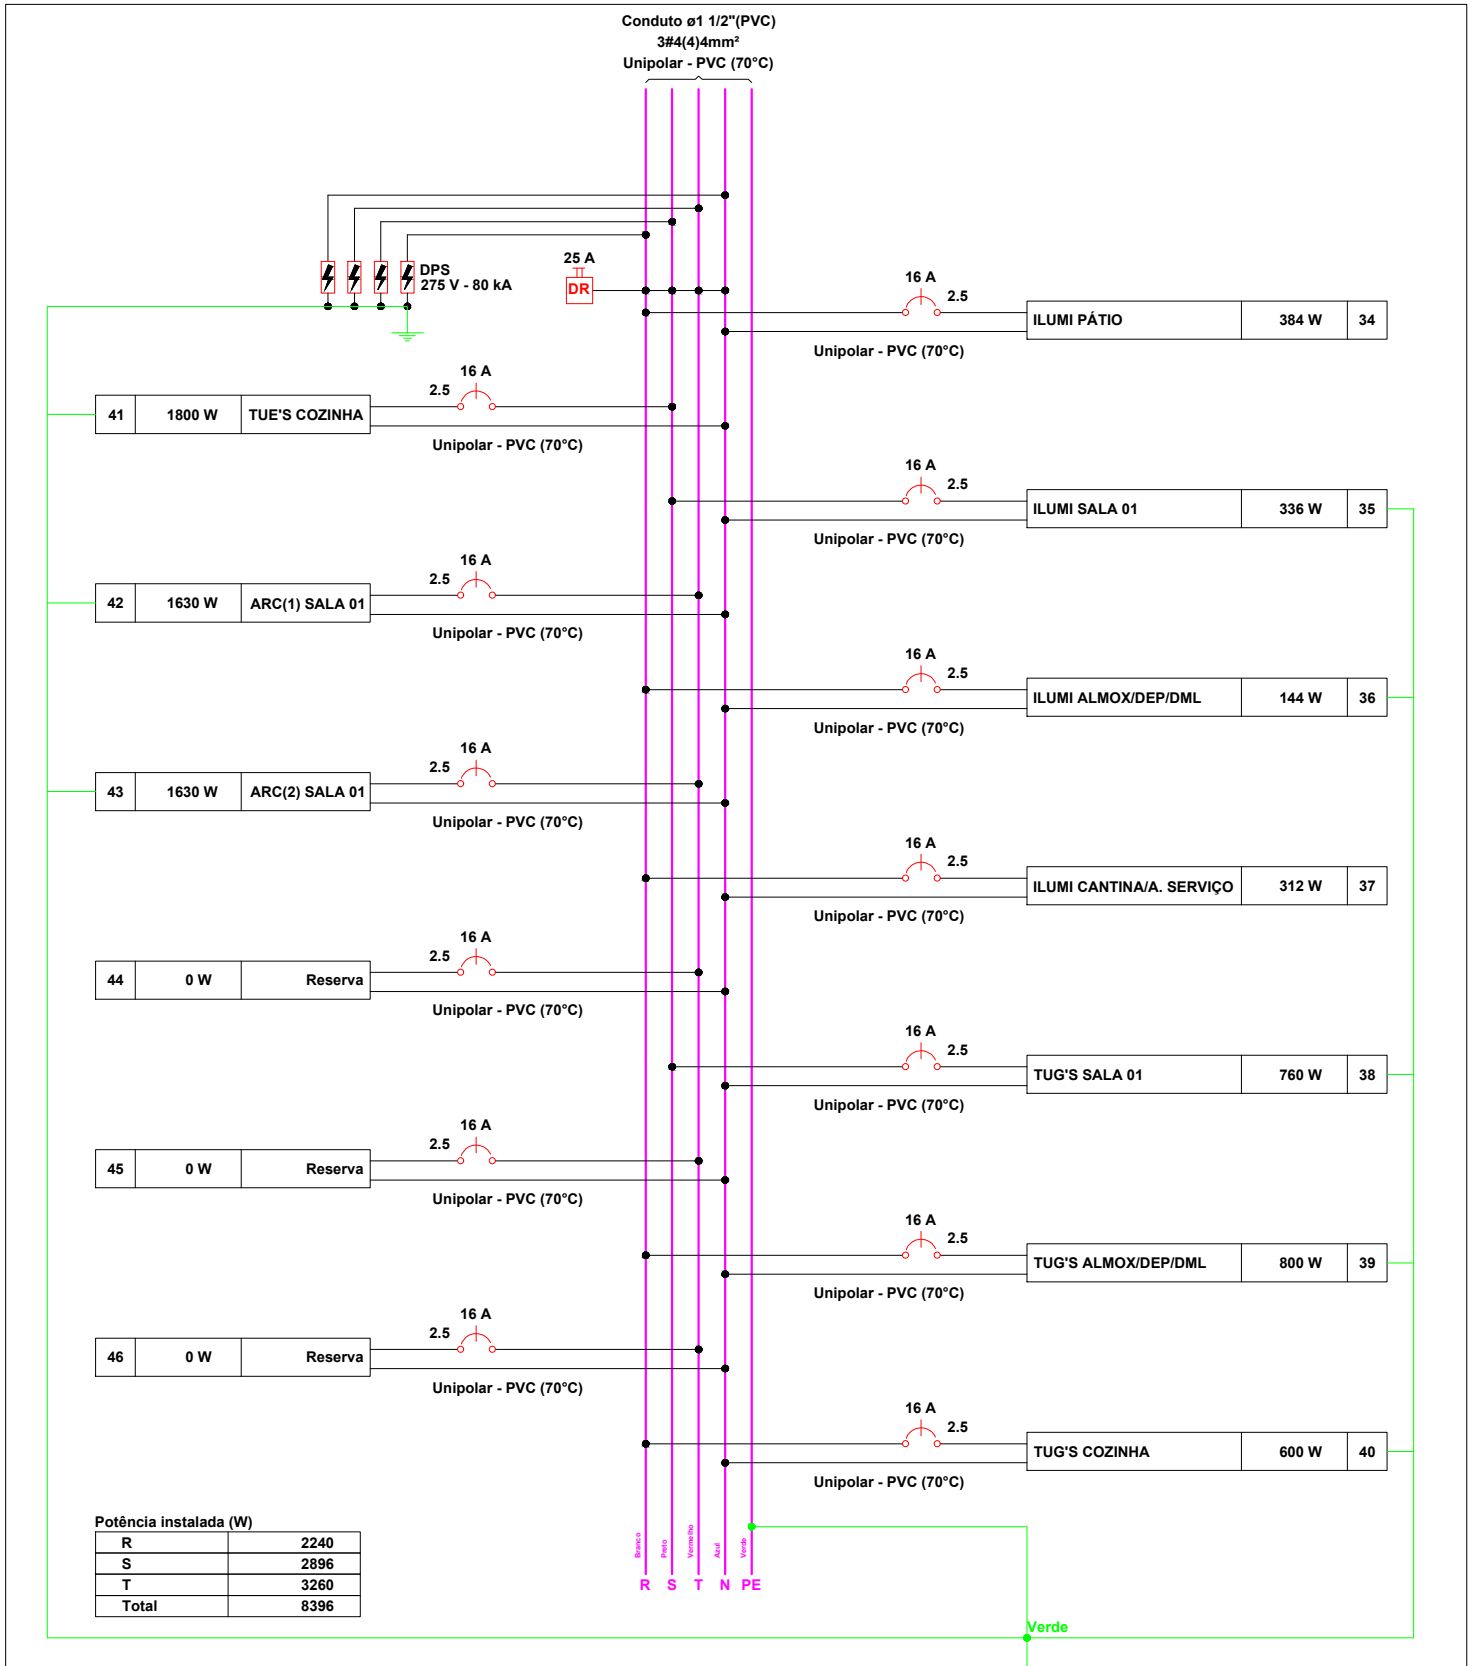 Conduto ø1 1/2"(PVC)
3#4(4)4mm²
Unipolar - PVC (70°C)
DPS
275 V - 80 kA
25 A
DR
16 A
2.5
ILUMI PÁTIO 384 W 34
Unipolar - PVC (70°C)
16 A
2.5
41 1800 W TUE'S COZINHA
Unipolar - PVC (70°C)
16 A
2.5
ILUMI SALA 01 336 W 35
Unipolar - PVC (70°C)
16 A
2.5
42 1630 W ARC(1) SALA 01
Unipolar - PVC (70°C)
16 A
2.5
ILUMI ALMOX/DEP/DML 144 W 36
Unipolar - PVC (70°C)
16 A
2.5
43 1630 W ARC(2) SALA 01
Unipolar - PVC (70°C)
16 A
2.5
ILUMI CANTINA/A. SERVIÇO 312 W 37
Unipolar - PVC (70°C)
16 A
2.5
44 0 W Reserva
Unipolar - PVC (70°C)
16 A
2.5
TUG'S SALA 01 760 W 38
Unipolar - PVC (70°C)
16 A
2.5
45 0 W Reserva
Unipolar - PVC (70°C)
16 A
2.5
TUG'S ALMOX/DEP/DML 800 W 39
Unipolar - PVC (70°C)
16 A
2.5
46 0 W Reserva
Unipolar - PVC (70°C)
16 A
2.5
TUG'S COZINHA 600 W 40
Unipolar - PVC (70°C)
Potência instalada (W)
R 2240
S 2896
T 3260
Total 8396
Branco Preto Vermelho Azul Verde
R S T N PE
Verde